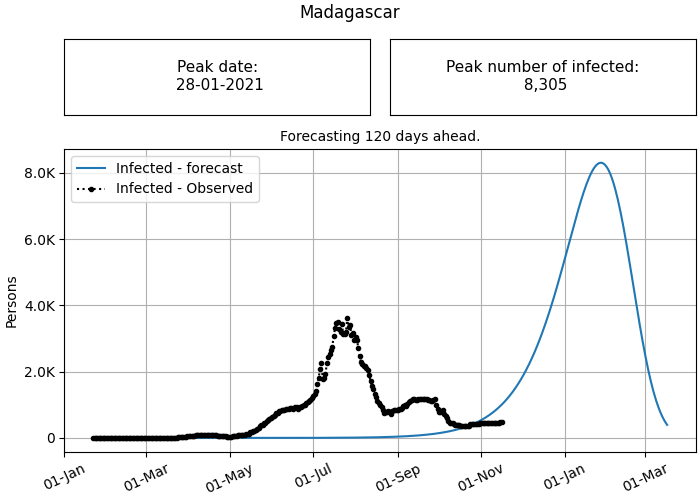 Madagascar
Peak date:
28-01-2021
Peak number of infected:
8,305
Forecasting 120 days ahead.
Infected - forecast
Infected - Observed
8.0K
6.0K
4.0K
2.0K
0
Persons
01-Jan
01-Mar
01-May
01-Jul
01-Sep
01-Nov
01-Jan
01-Mar